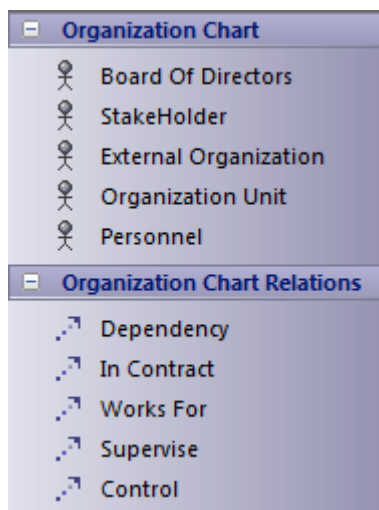 Organization Chart
Board Of Directors
StakeHolder
External Organization
Organization Unit
Personnel
Organization Chart Relations
Dependency
In Contract
Works For
Supervise
Control